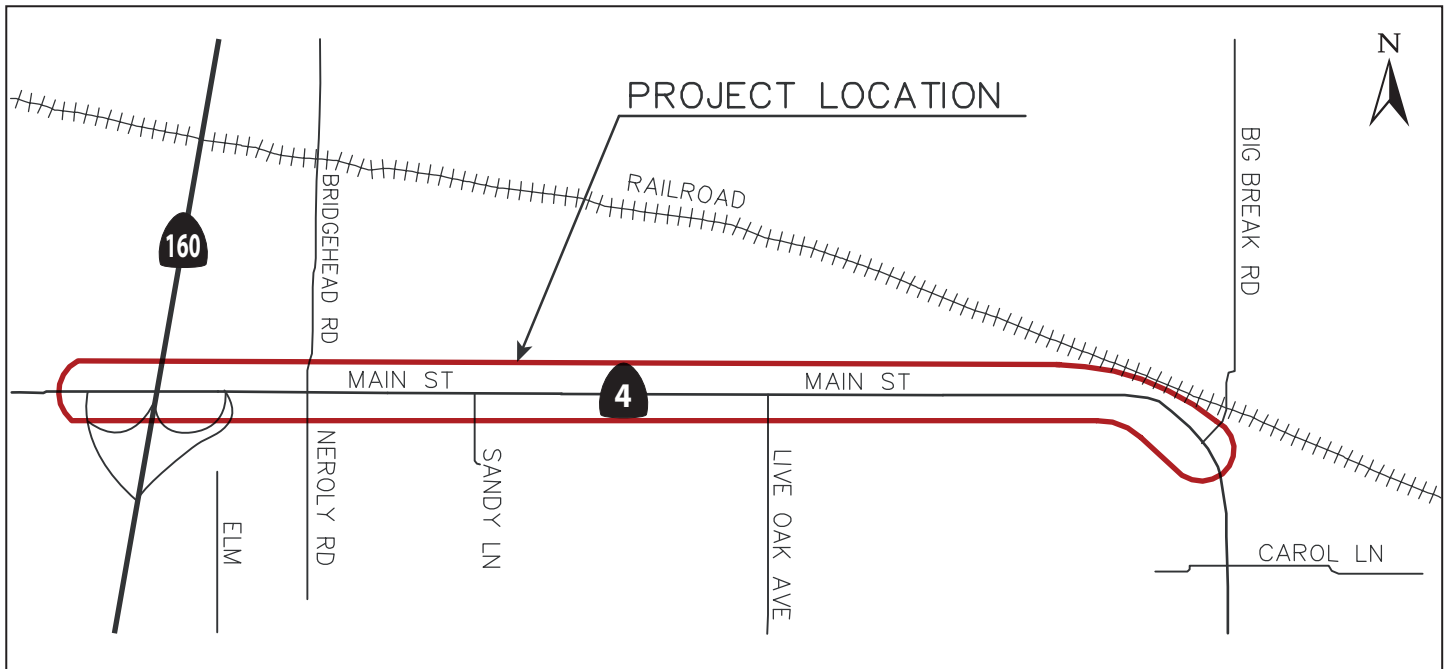 N
PROJECT LOCATION
RAILROAD
BRIDGEHEAD RD
BIG BREAK RD
160
MAIN ST
4
MAIN ST
NEROLY RD
SANDY LN
LIVE OAK AVE
ELM
CAROL LN